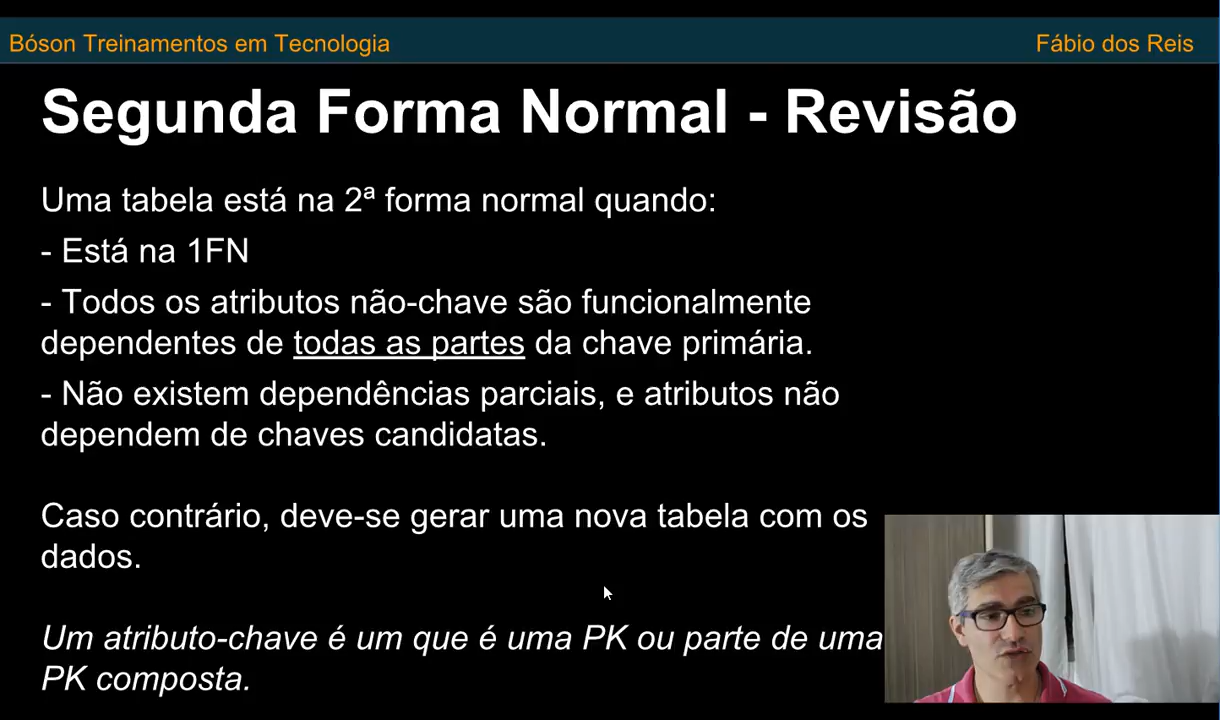 Bóson Treinamentos em Tecnologia
Fábio dos Reis
Segunda Forma Normal - Revisão
Uma tabela está na 2ª forma normal quando:
- Está na 1FN
- Todos os atributos não-chave são funcionalmente
dependentes de todas as partes da chave primária.
- Não existem dependências parciais, e atributos não
dependem de chaves candidatas.
Caso contrário, deve-se gerar uma nova tabela com os
dados.
Um atributo-chave é um que é uma PK ou parte de uma
PK composta.